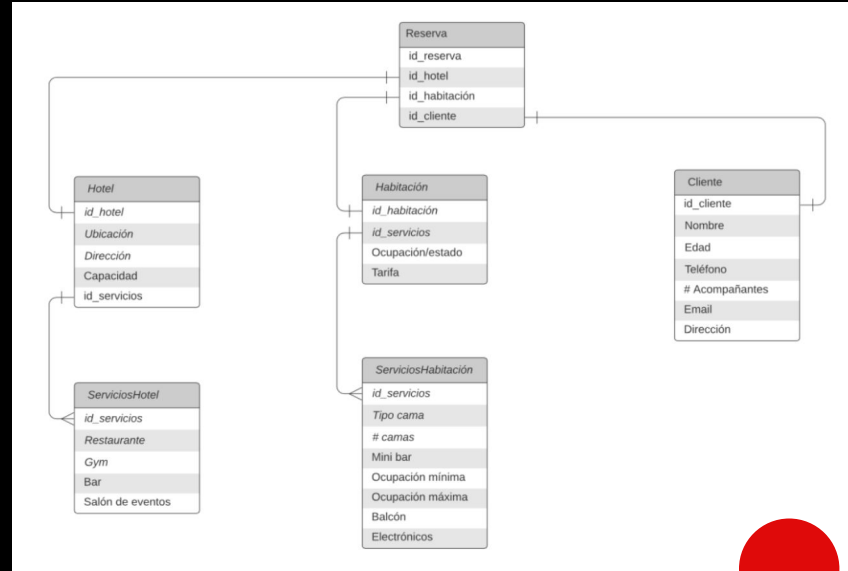 Reserva
id_reserva
id_hotel
id_habitación
id_cliente
Hotel
id_hotel
Ubicación
Dirección
Capacidad
id_servicios
Habitación
id_habitación
id_servicios
Ocupación/estado
Tarifa
Cliente
id_cliente
Nombre
Edad
Teléfono
# Acompañantes
Email
Dirección
ServiciosHotel
id_servicios
Restaurante
Gym
Bar
Salón de eventos
ServiciosHabitación
id_servicios
Tipo cama
# camas
Mini bar
Ocupación mínima
Ocupación máxima
Balcón
Electrónicos